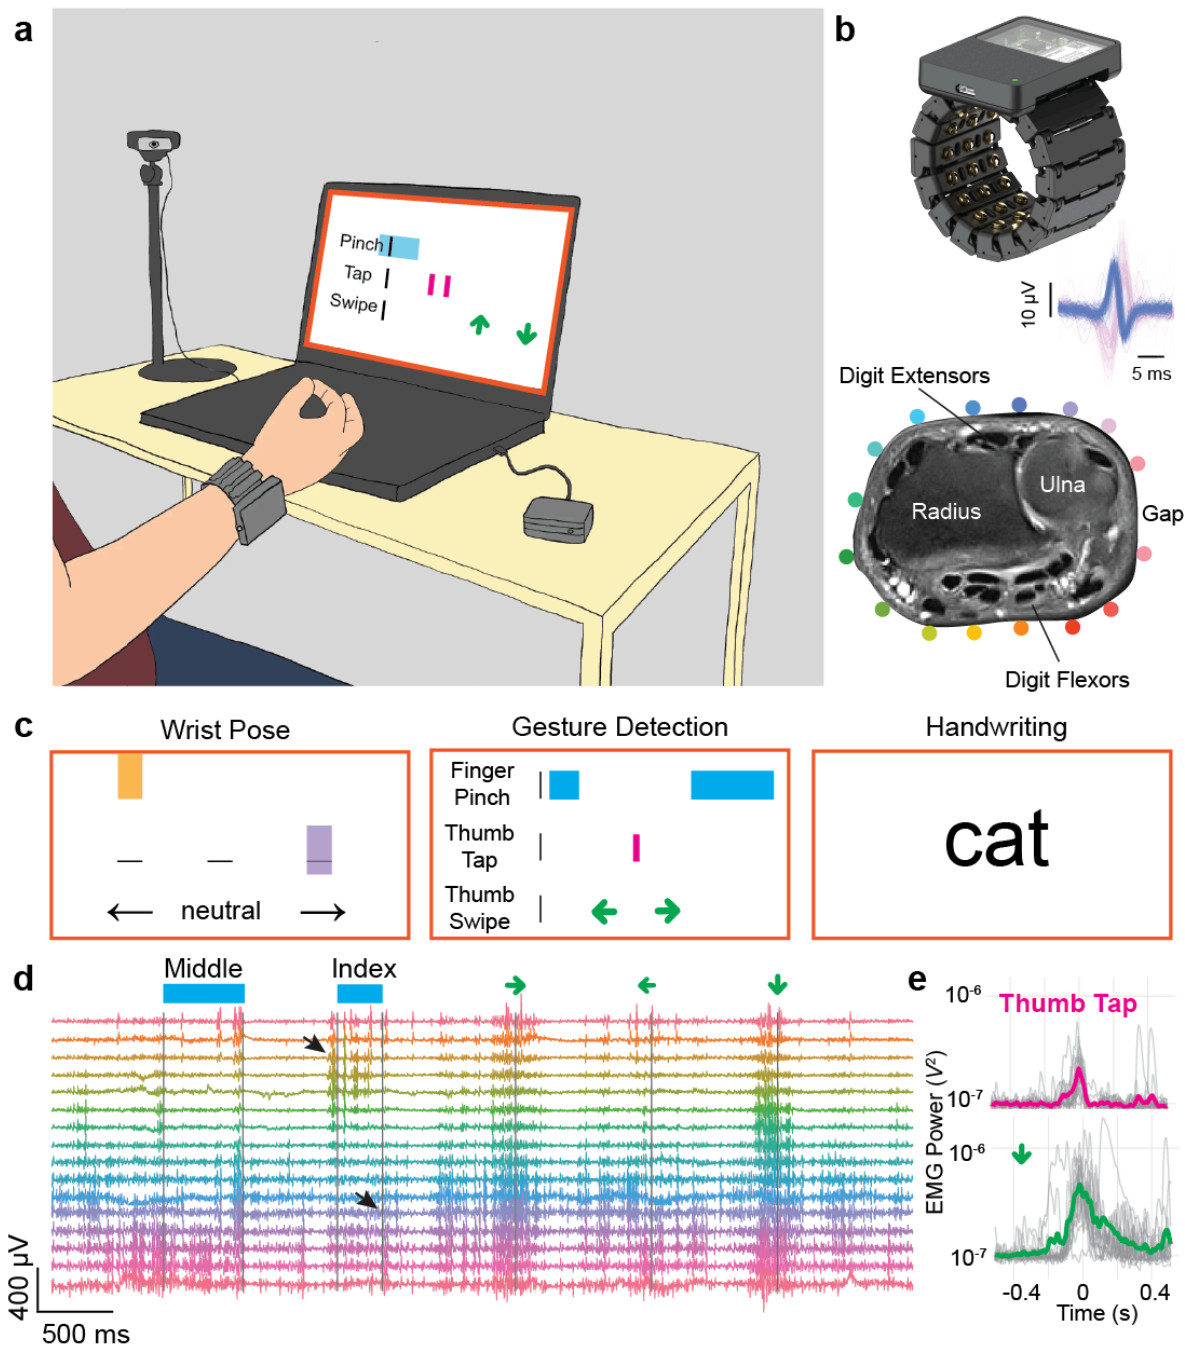 a
Pinch
Tap
Swipe
b
10 µV
5 ms
Digit Extensors
Radius
Ulna
Gap
Digit Flexors
c
Wrist Pose
neutral
Gesture Detection
Finger
Pinch
Thumb
Tap
Thumb
Swipe
Handwriting
cat
d
Middle
Index
400 µV
500 ms
e
Thumb Tap
EMG Power (V²)
10⁻⁶
10⁻⁷
10⁻⁶
10⁻⁷
-0.4
0
0.4
Time (s)